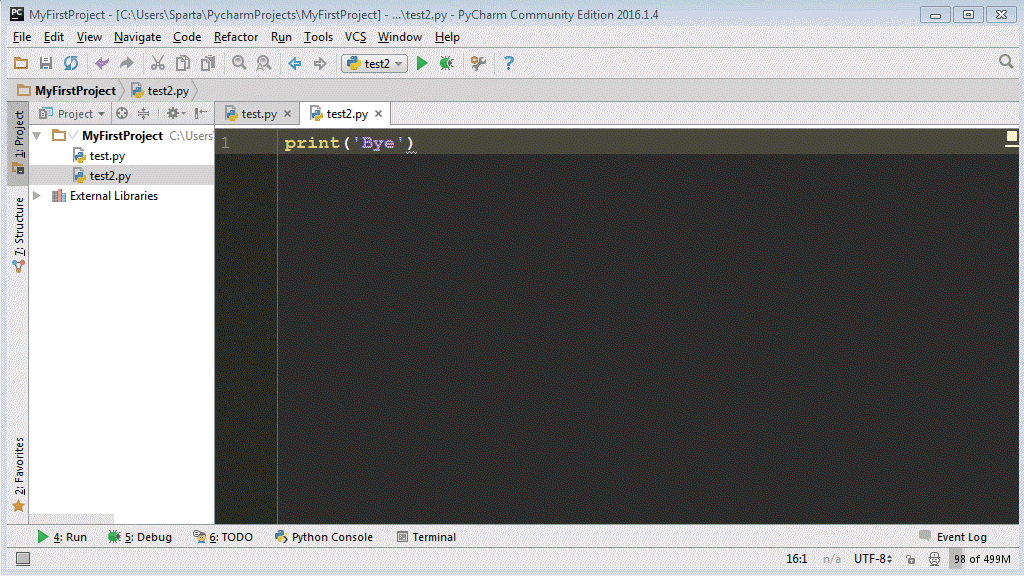 PC MyFirstProject - [C:\Users\Sparta\PycharmProjects\MyFirstProject] - ...\test2.py - PyCharm Community Edition 2016.1.4
File Edit View Navigate Code Refactor Run Tools VCS Window Help
test2
MyFirstProject test2.py
1: Project
Project
test.py test2.py
MyFirstProject C:\Users
test.py
test2.py
External Libraries
1 print('Bye')
7: Structure
2: Favorites
4: Run 5: Debug 6: TODO Python Console Terminal Event Log
16:1 n/a UTF-8 98 of 499M